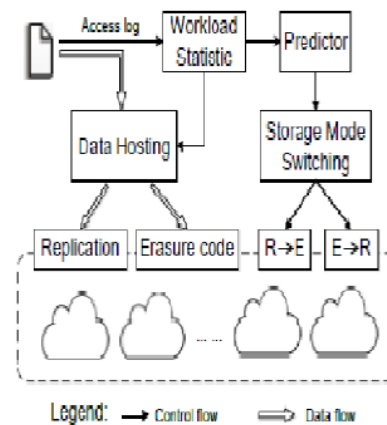 Access log
Workload
Statistic
Predictor
Data Hosting
Storage Mode
Switching
Replication
Erasure code
R→E
E→R
... ...
Legend: Control flow Data flow